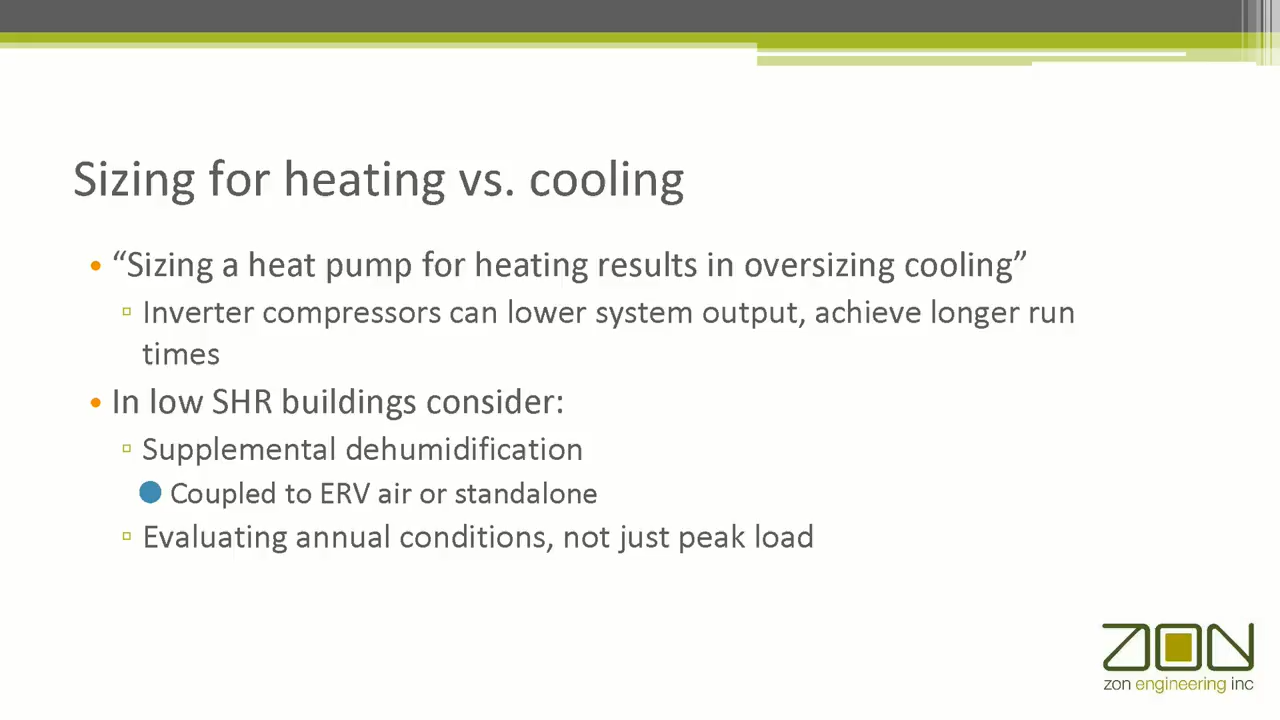 Sizing for heating vs. cooling
• “Sizing a heat pump for heating results in oversizing cooling”
▫ Inverter compressors can lower system output, achieve longer run
times
• In low SHR buildings consider:
▫ Supplemental dehumidification
● Coupled to ERV air or standalone
▫ Evaluating annual conditions, not just peak load
ZON
zon engineering inc